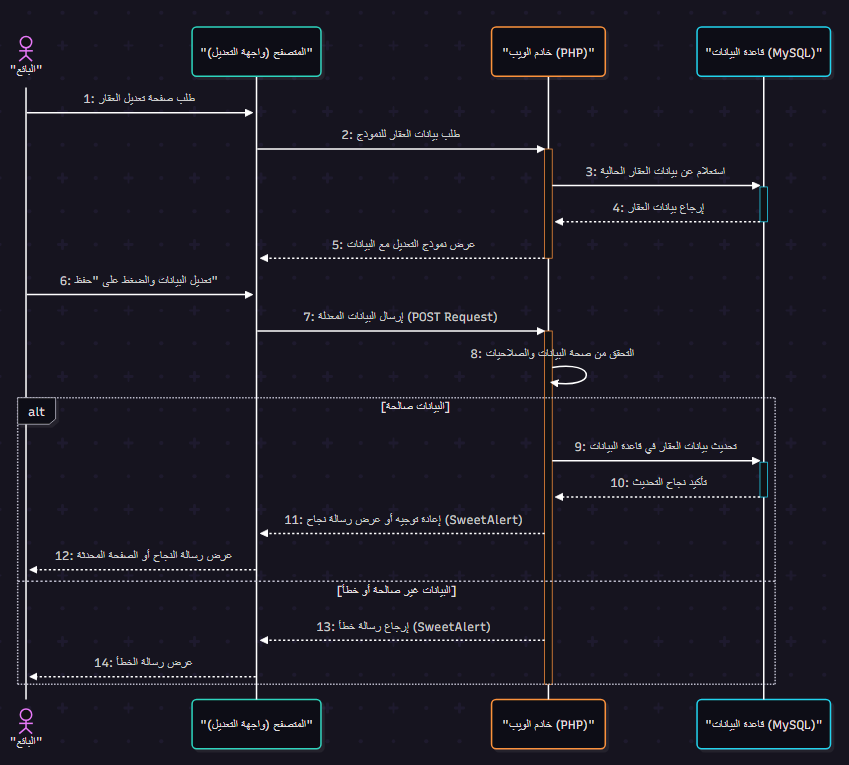 "البائع"
"المتصفح (واجهة التعديل)"
"خادم الويب (PHP)"
"قاعدة البيانات (MySQL)"
1: طلب صفحة تعديل العقار
2: طلب بيانات العقار للنموذج
3: استعلام عن بيانات العقار الحالية
4: إرجاع بيانات العقار
5: عرض نموذج التعديل مع البيانات
6: تعديل البيانات والضغط على "حفظ"
7: إرسال البيانات المعدلة (POST Request)
8: التحقق من صحة البيانات والصلاحيات
alt
[البيانات صالحة]
9: تحديث بيانات العقار في قاعدة البيانات
10: تأكيد نجاح التحديث
11: إعادة توجيه أو عرض رسالة نجاح (SweetAlert)
12: عرض رسالة النجاح أو الصفحة المحدثة
[البيانات غير صالحة أو خطأ]
13: إرجاع رسالة خطأ (SweetAlert)
14: عرض رسالة الخطأ
"البائع"
"المتصفح (واجهة التعديل)"
"خادم الويب (PHP)"
"قاعدة البيانات (MySQL)"